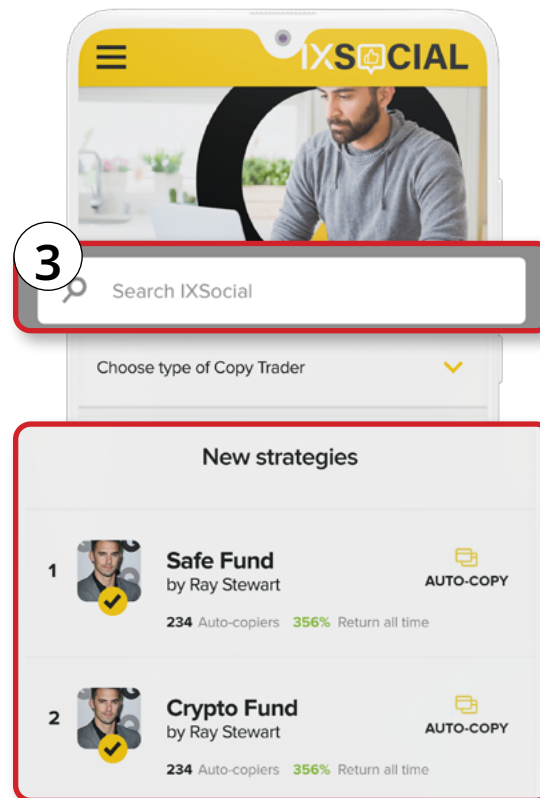 IXSOCIAL
3
Search IXSocial
Choose type of Copy Trader
New strategies
1
Safe Fund
by Ray Stewart
AUTO-COPY
234 Auto-copiers 356% Return all time
2
Crypto Fund
by Ray Stewart
AUTO-COPY
234 Auto-copiers 356% Return all time